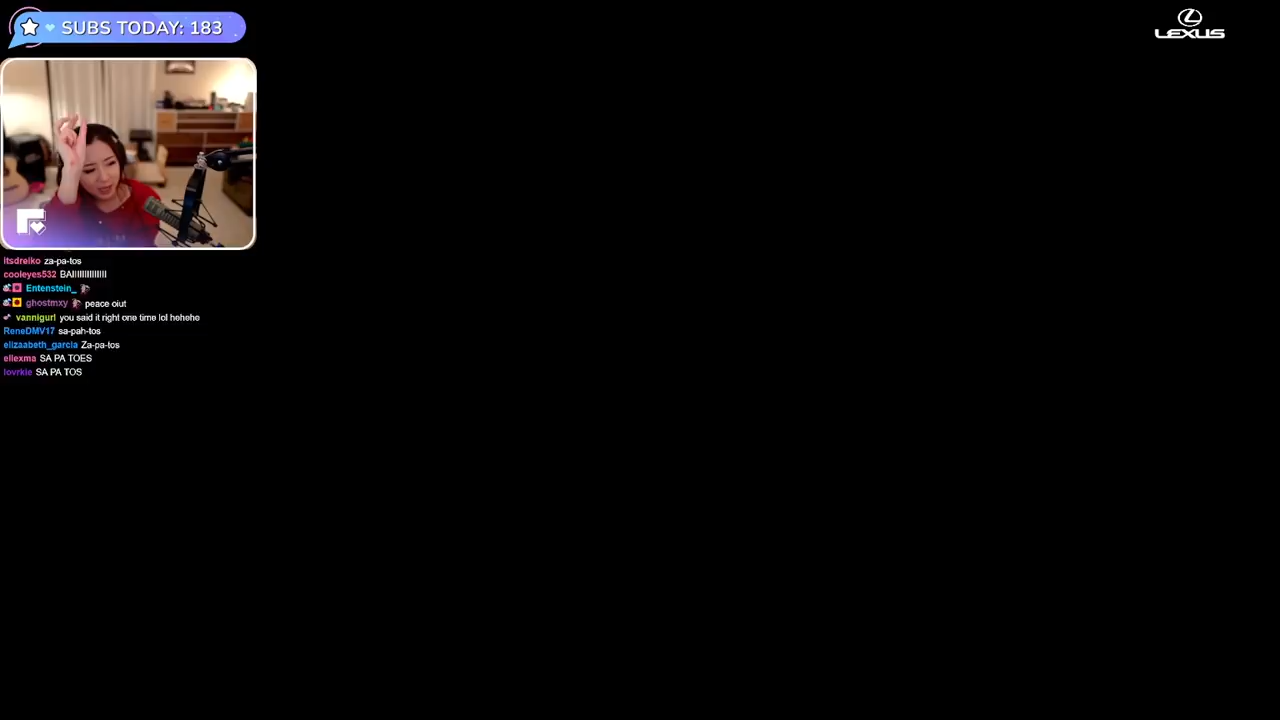 SUBS TODAY: 183
LEXUS
itsdreiko za-pa-tos
cooleyes532 BAIIIIIIIIIIIIII
Entenstein_
ghostmxy peace oiut
vannigurl you said it right one time lol hehehe
ReneDMV17 sa-pah-tos
elizaabeth_garcia Za-pa-tos
ellexma SA PA TOES
lovrkie SA PA TOS